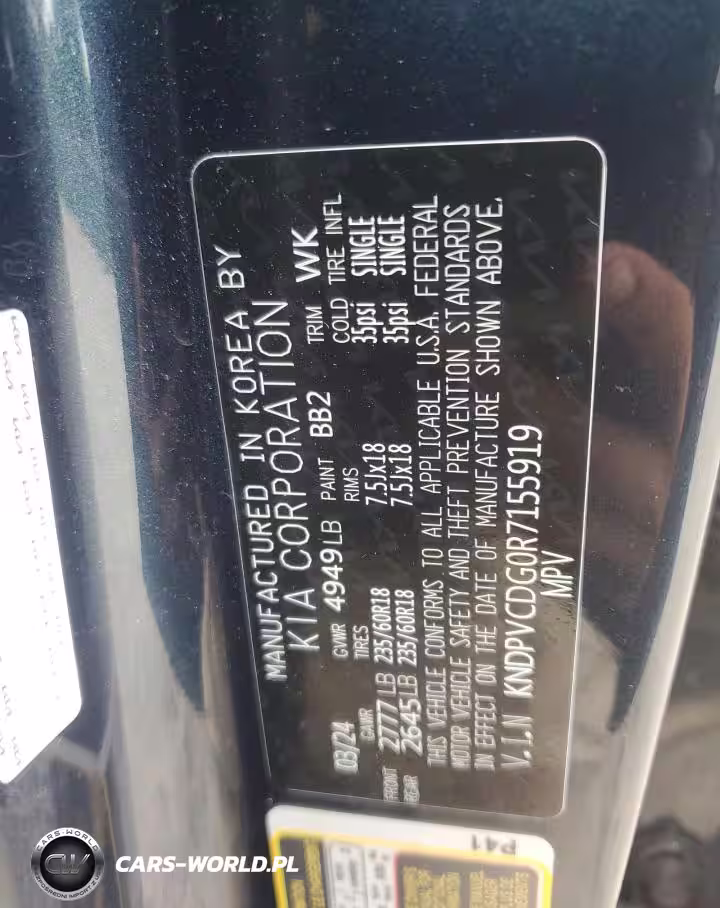 MANUFACTURED IN KOREA BY
KIA CORPORATION
03/24 GVWR 4949LB PAINT BB2 TRIM WK
GAWR TIRES RIMS COLD TIRE INFL
FRONT 2777LB 235/60R18 7.5Jx18 35psi SINGLE
REAR 2645LB 235/60R18 7.5Jx18 35psi SINGLE
THIS VEHICLE CONFORMS TO ALL APPLICABLE U.S.A. FEDERAL
MOTOR VEHICLE SAFETY AND THEFT PREVENTION STANDARDS
IN EFFECT ON THE DATE OF MANUFACTURE SHOWN ABOVE.
V.I.N KNDPVCDG0R7155919
MPV
P41
CARS-WORLD
CW
CARS-WORLD.PL